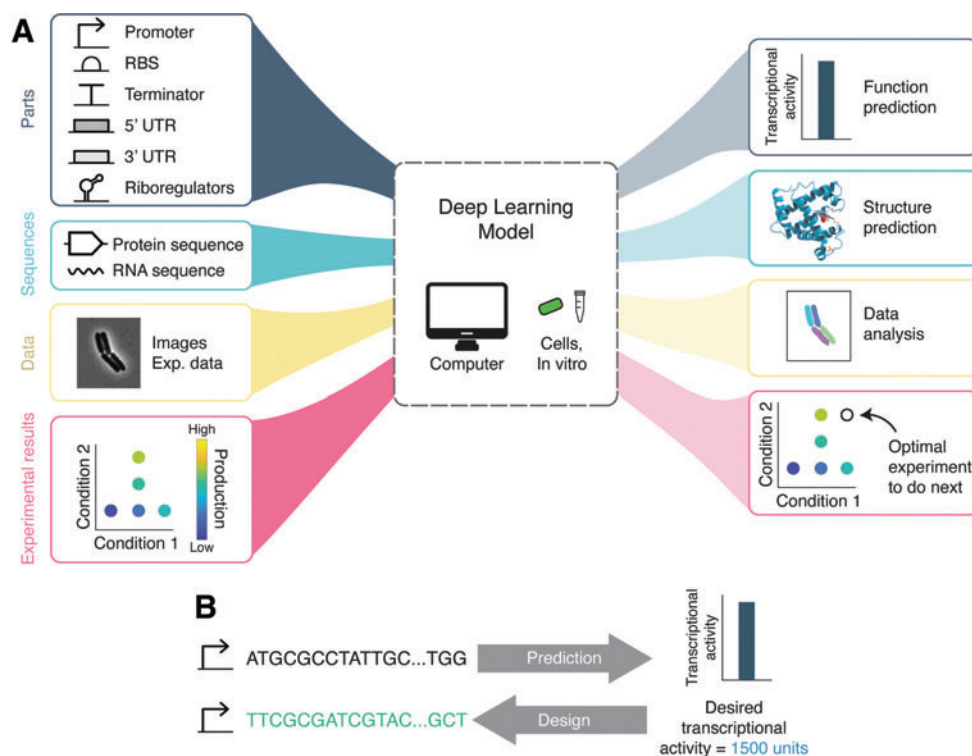 A
Parts
Promoter
RBS
Terminator
5' UTR
3' UTR
Riboregulators
Sequences
Protein sequence
RNA sequence
Data
Images
Exp. data
Experimental results
Condition 2
Condition 1
High
Production
Low
Deep Learning
Model
Computer
Cells,
In vitro
Transcriptional
activity
Function
prediction
Structure
prediction
Data
analysis
Condition 2
Condition 1
Optimal
experiment
to do next
B
ATGCGCCTATTGC...TGG
Prediction
Transcriptional
activity
TTCGCGATCGTAC...GCT
Design
Desired
transcriptional
activity = 1500 units